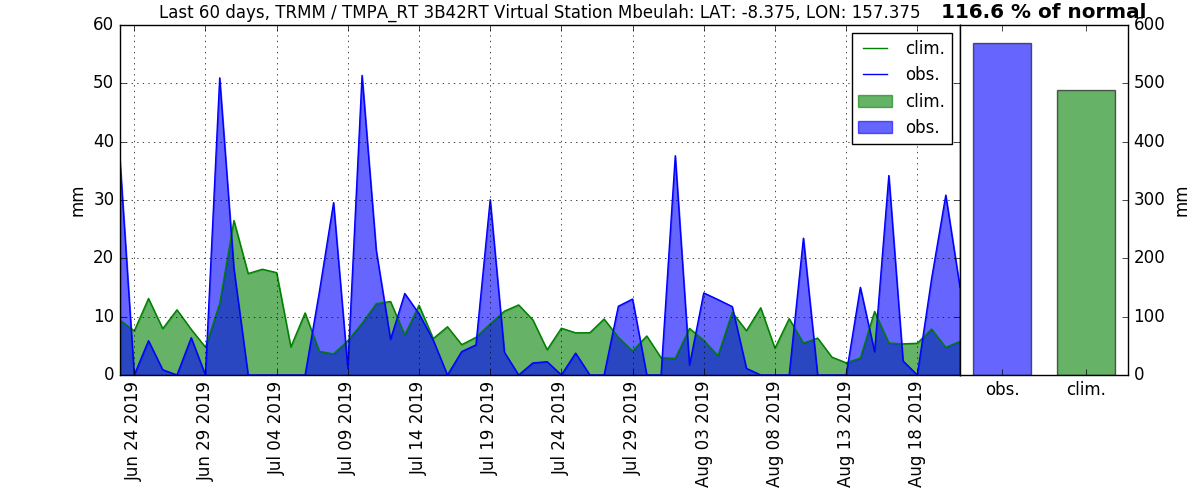 Last 60 days, TRMM / TMPA_RT 3B42RT Virtual Station Mbeulah: LAT: -8.375, LON: 157.375
116.6 % of normal
60
50
40
30
20
10
0
mm
clim.
obs.
clim.
obs.
600
500
400
300
200
100
0
mm
obs.
clim.
Jun 24 2019
Jun 29 2019
Jul 04 2019
Jul 09 2019
Jul 14 2019
Jul 19 2019
Jul 24 2019
Jul 29 2019
Aug 03 2019
Aug 08 2019
Aug 13 2019
Aug 18 2019